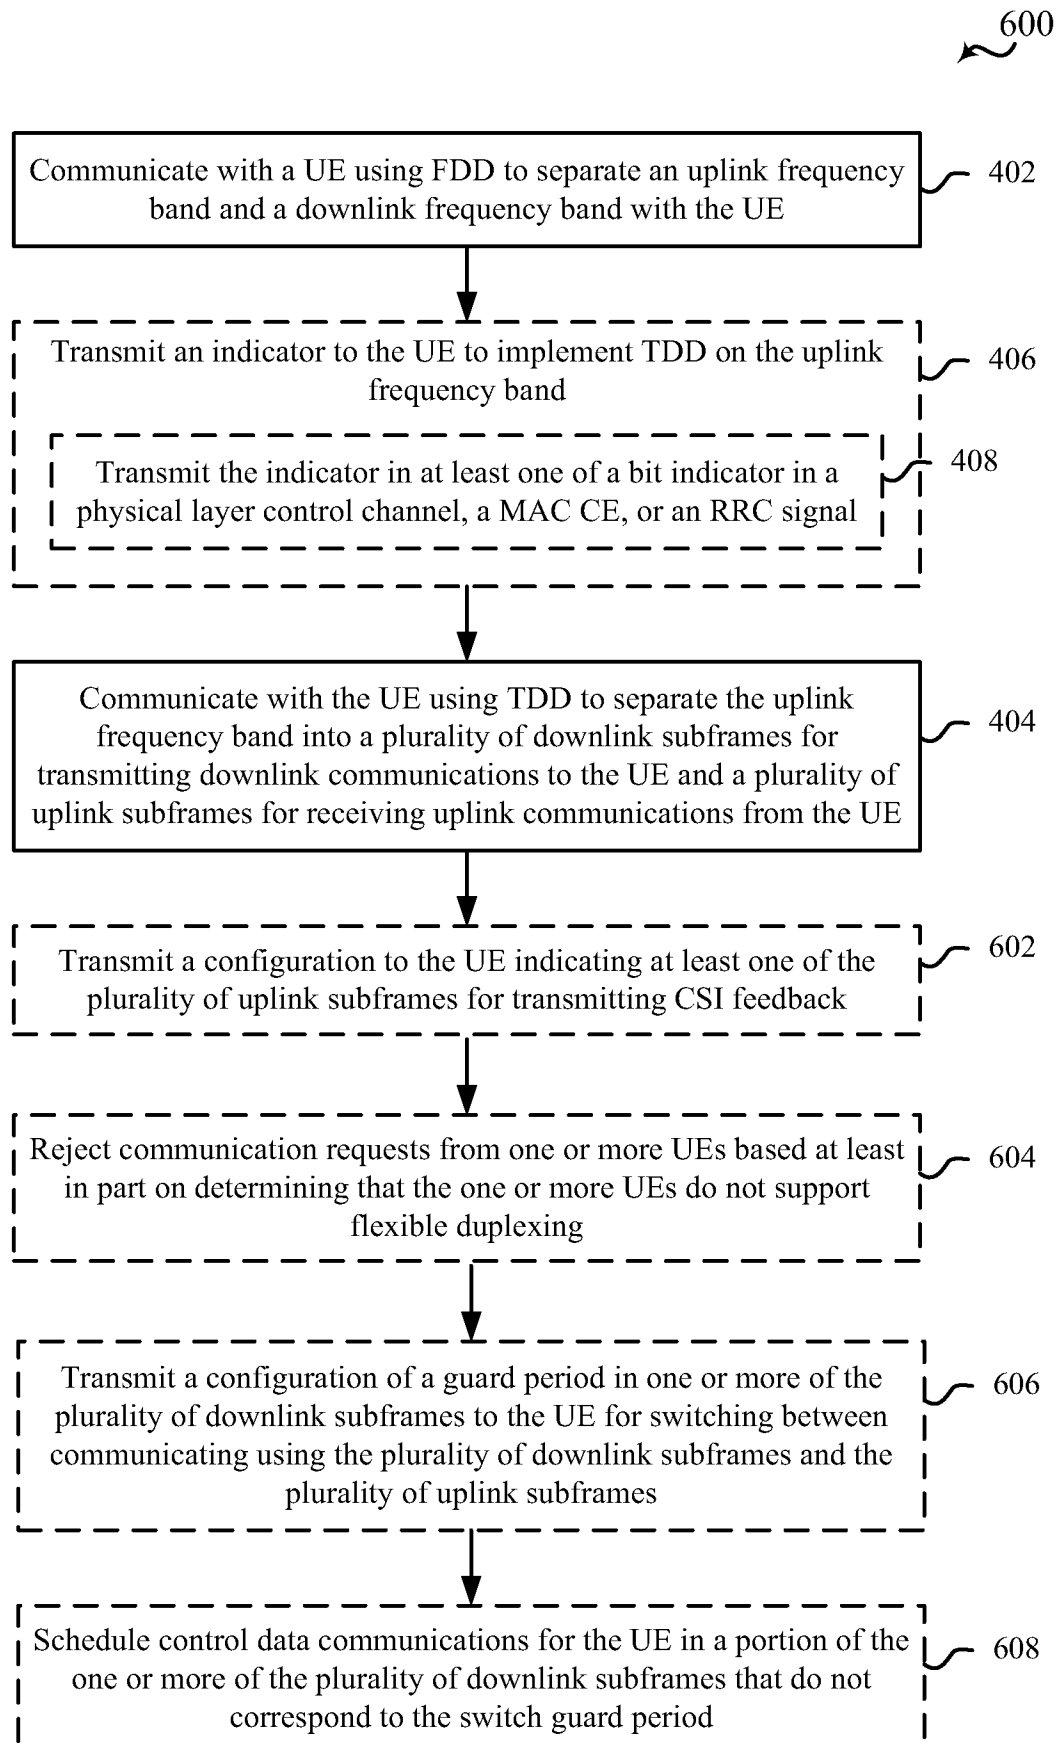 600
Communicate with a UE using FDD to separate an uplink frequency
band and a downlink frequency band with the UE
402
Transmit an indicator to the UE to implement TDD on the uplink
frequency band
406
Transmit the indicator in at least one of a bit indicator in a
physical layer control channel, a MAC CE, or an RRC signal
408
Communicate with the UE using TDD to separate the uplink
frequency band into a plurality of downlink subframes for
transmitting downlink communications to the UE and a plurality of
uplink subframes for receiving uplink communications from the UE
404
Transmit a configuration to the UE indicating at least one of the
plurality of uplink subframes for transmitting CSI feedback
602
Reject communication requests from one or more UEs based at least
in part on determining that the one or more UEs do not support
flexible duplexing
604
Transmit a configuration of a guard period in one or more of the
plurality of downlink subframes to the UE for switching between
communicating using the plurality of downlink subframes and the
plurality of uplink subframes
606
Schedule control data communications for the UE in a portion of the
one or more of the plurality of downlink subframes that do not
correspond to the switch guard period
608